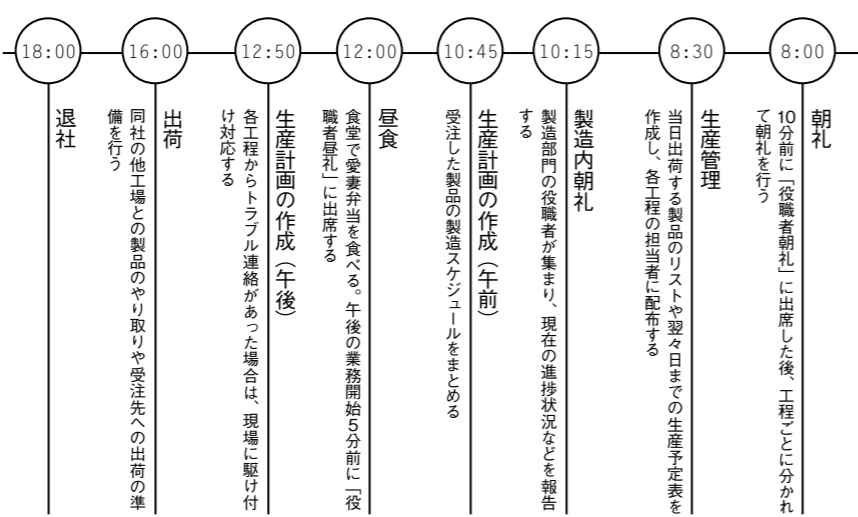 8:00
朝礼
10分前に「役職者朝礼」に出席した後、工程ごとに分かれ
て朝礼を行う
8:30
生産管理
当日出荷する製品のリストや翌々日までの生産予定表を
作成し、各工程の担当者に配布する
10:15
製造内朝礼
製造部門の役職者が集まり、現在の進捗状況などを報告
する
10:45
生産計画の作成（午前）
受注した製品の製造スケジュールをまとめる
12:00
昼食
食堂で愛妻弁当を食べる。午後の業務開始5分前に「役
職者昼礼」に出席する
12:50
生産計画の作成（午後）
各工程からトラブル連絡があった場合は、現場に駆け付
け対応する
16:00
出荷
同社の他工場との製品のやり取りや受注先への出荷の準
備を行う
18:00
退社